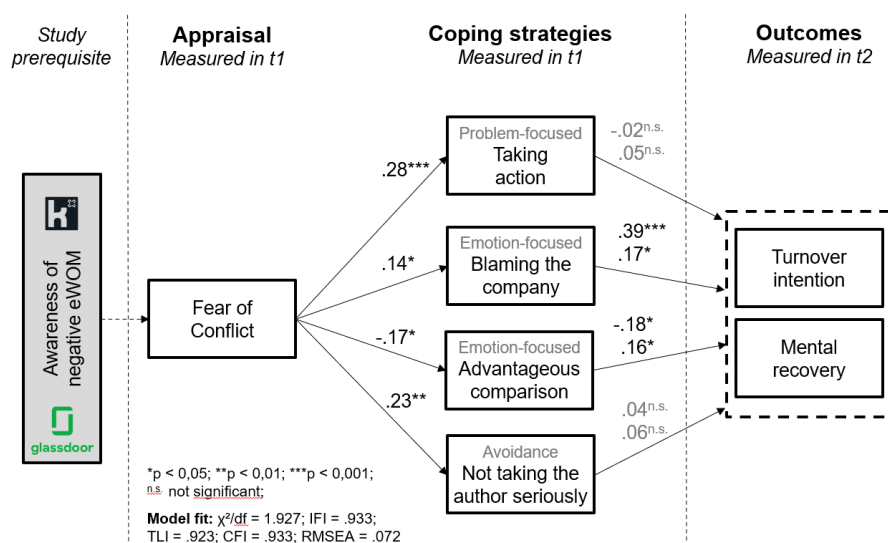 Study
prerequisite
Appraisal
Measured in t1
Coping strategies
Measured in t1
Outcomes
Measured in t2
k
Awareness of
negative eWOM
glassdoor
Fear of
Conflict
.28***
.14*
-.17*
.23**
Problem-focused
Taking
action
Emotion-focused
Blaming the
company
Emotion-focused
Advantageous
comparison
Avoidance
Not taking the
author seriously
-.02n.s.
.05n.s.
.39***
.17*
-.18*
.16*
.04n.s.
.06n.s.
Turnover
intention
Mental
recovery
*p < 0,05; **p < 0,01; ***p < 0,001;
n.s. not significant;
Model fit: χ²/df = 1.927; IFI = .933;
TLI = .923; CFI = .933; RMSEA = .072